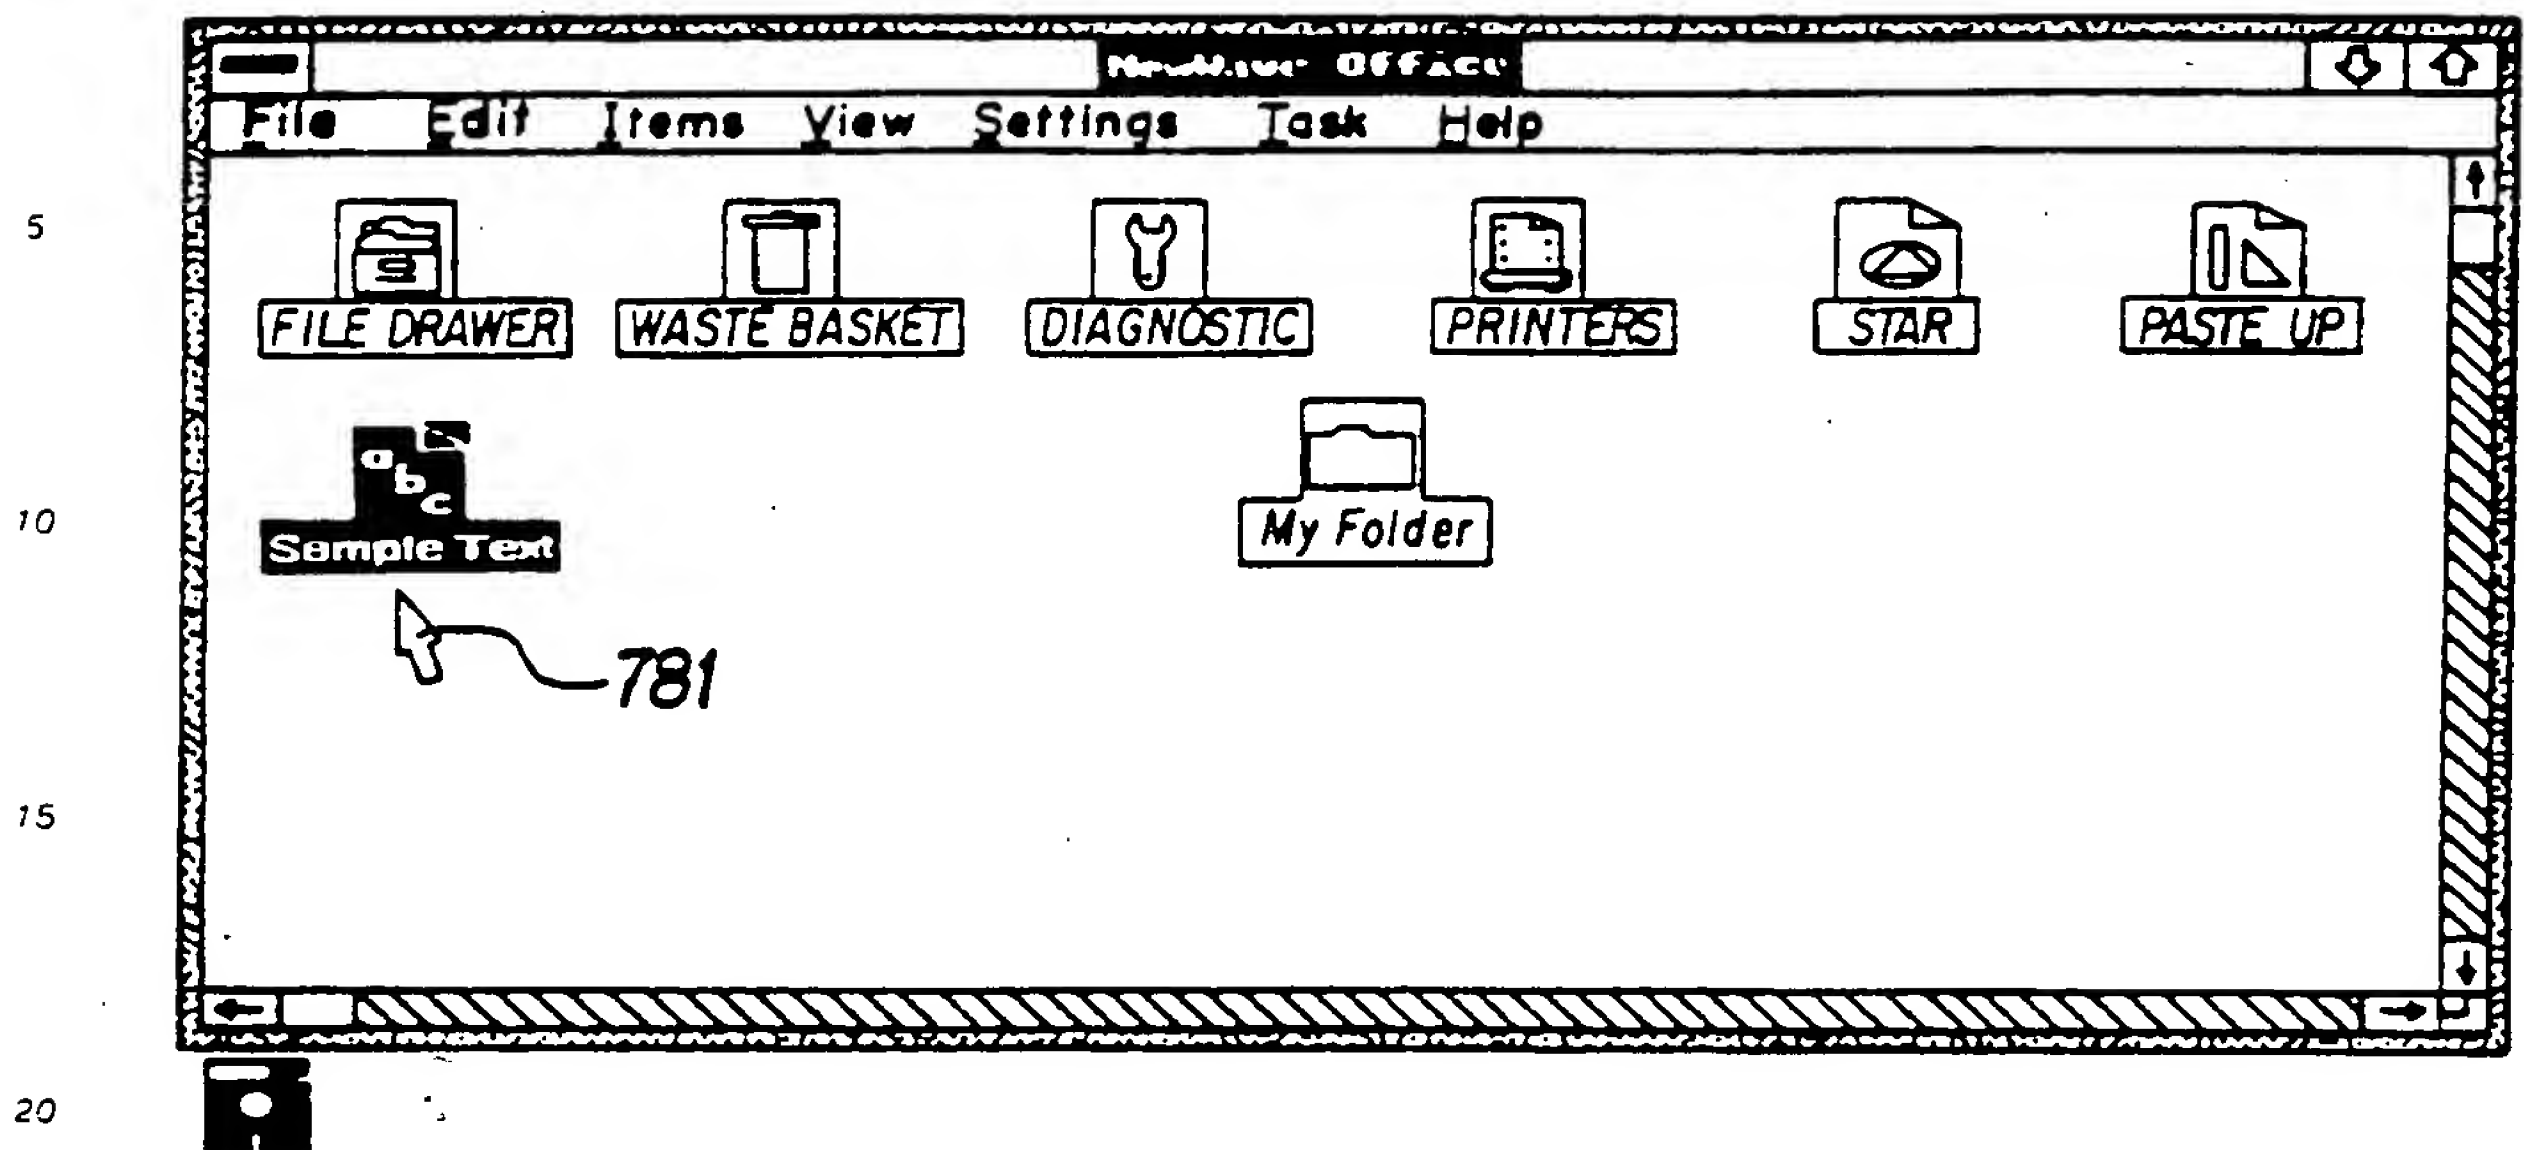 NewWave Office
File Edit Items View Settings Task Help
5
FILE DRAWER WASTE BASKET DIAGNOSTIC PRINTERS STAR PASTE UP
abc
10
Sample Text My Folder
781
15
20